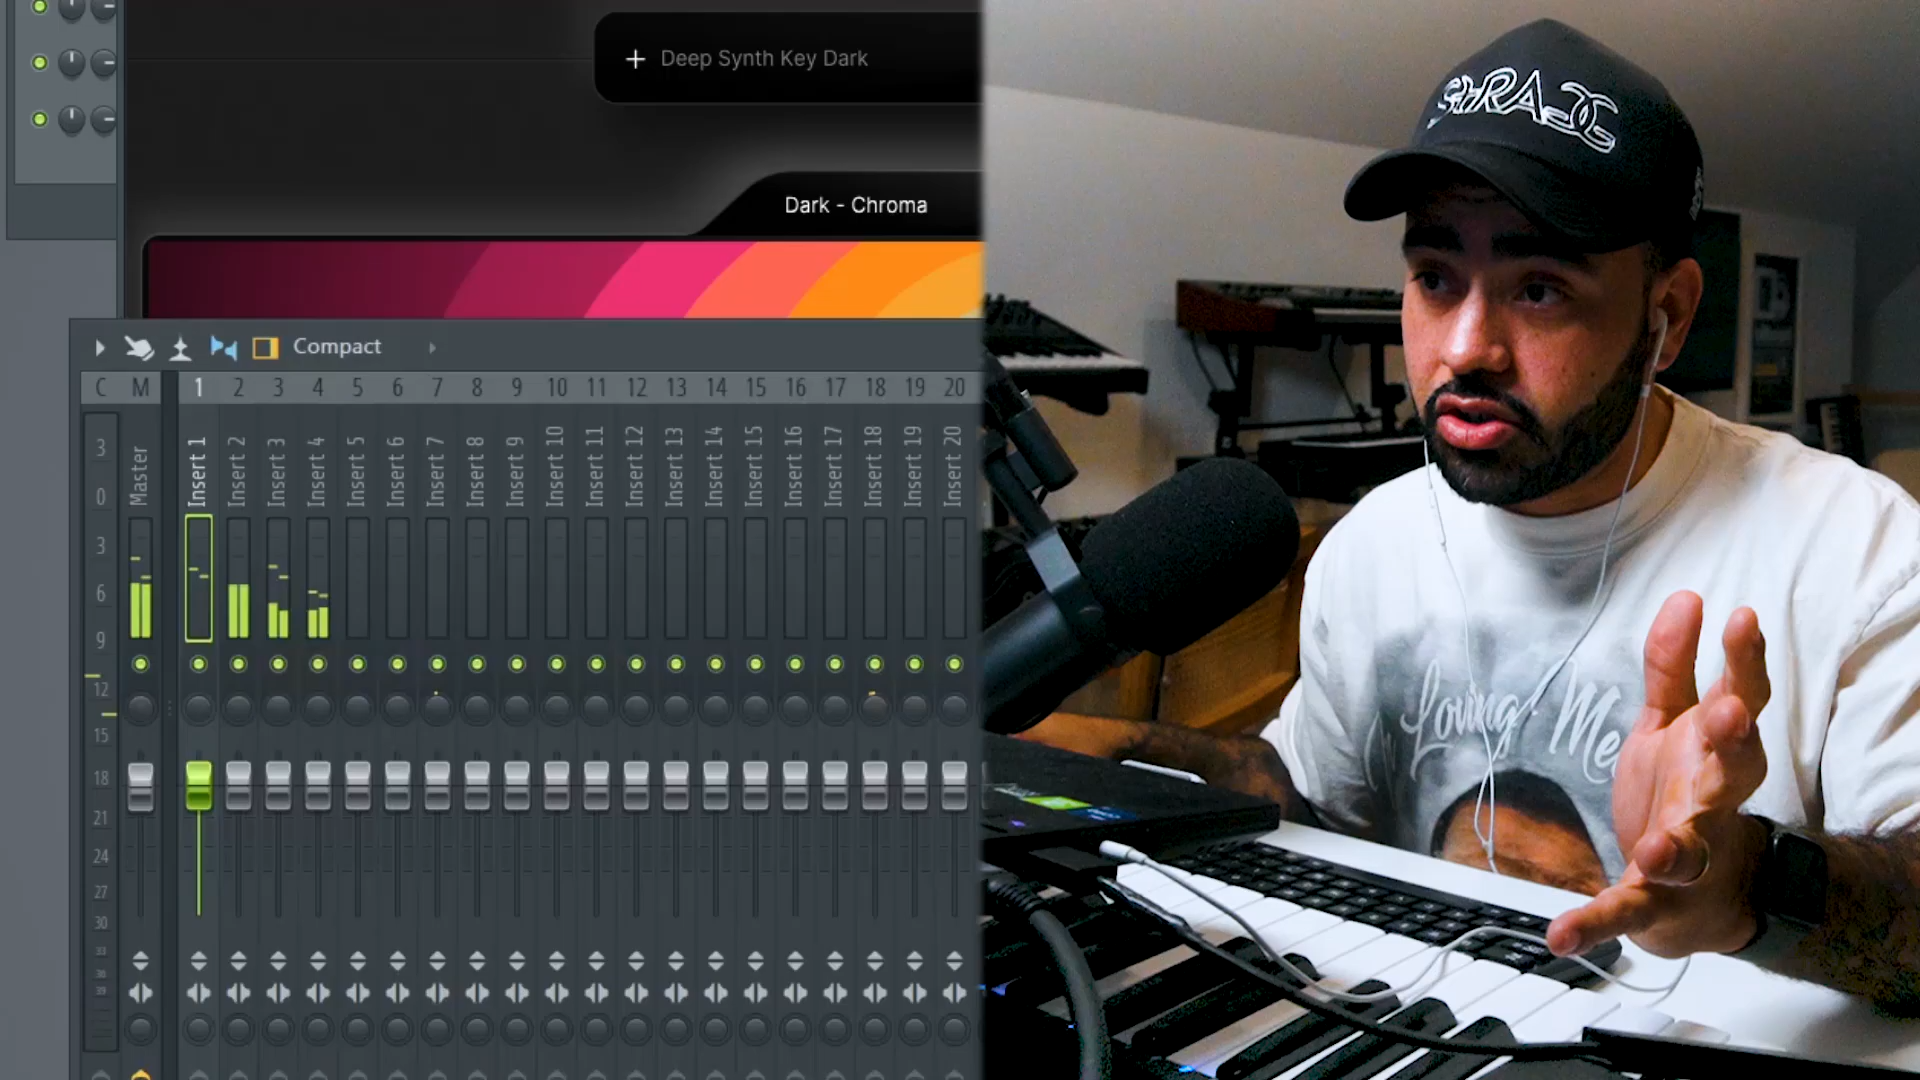 Deep Synth Key Dark
Dark - Chroma
Compact
C M 1 2 3 4 5 6 7 8 9 10 11 12 13 14 15 16 17 18 19 20
Master Insert 1 Insert 2 Insert 3 Insert 4 Insert 5 Insert 6 Insert 7 Insert 8 Insert 9 Insert 10 Insert 11 Insert 12 Insert 13 Insert 14 Insert 15 Insert 16 Insert 17 Insert 18 Insert 19 Insert 20
3
0
3
6
9
12
15
18
21
24
27
30
33
36
39
Loving Me